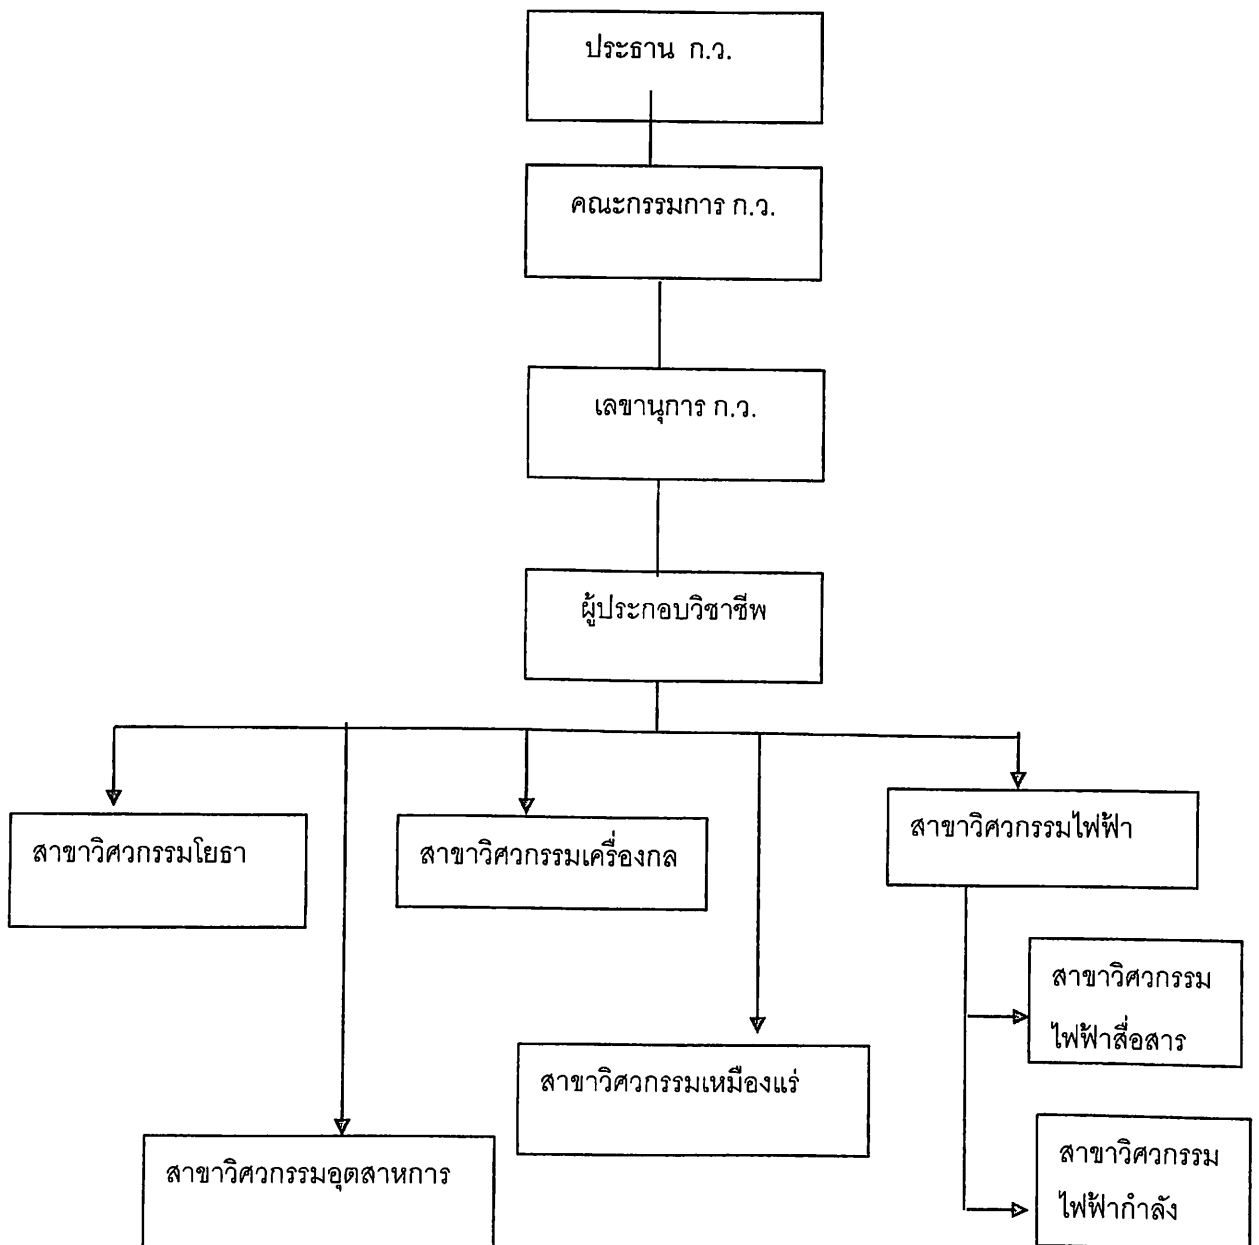 ประธาน ก.ว.
คณะกรรมการ ก.ว.
เลขานุการ ก.ว.
ผู้ประกอบวิชาชีพ
สาขาวิศวกรรมโยธา
สาขาวิศวกรรมเครื่องกล
สาขาวิศวกรรมไฟฟ้า
สาขาวิศวกรรม
ไฟฟ้าสื่อสาร
สาขาวิศวกรรมเหมืองแร่
สาขาวิศวกรรมอุตสาหการ
สาขาวิศวกรรม
ไฟฟ้ากำลัง